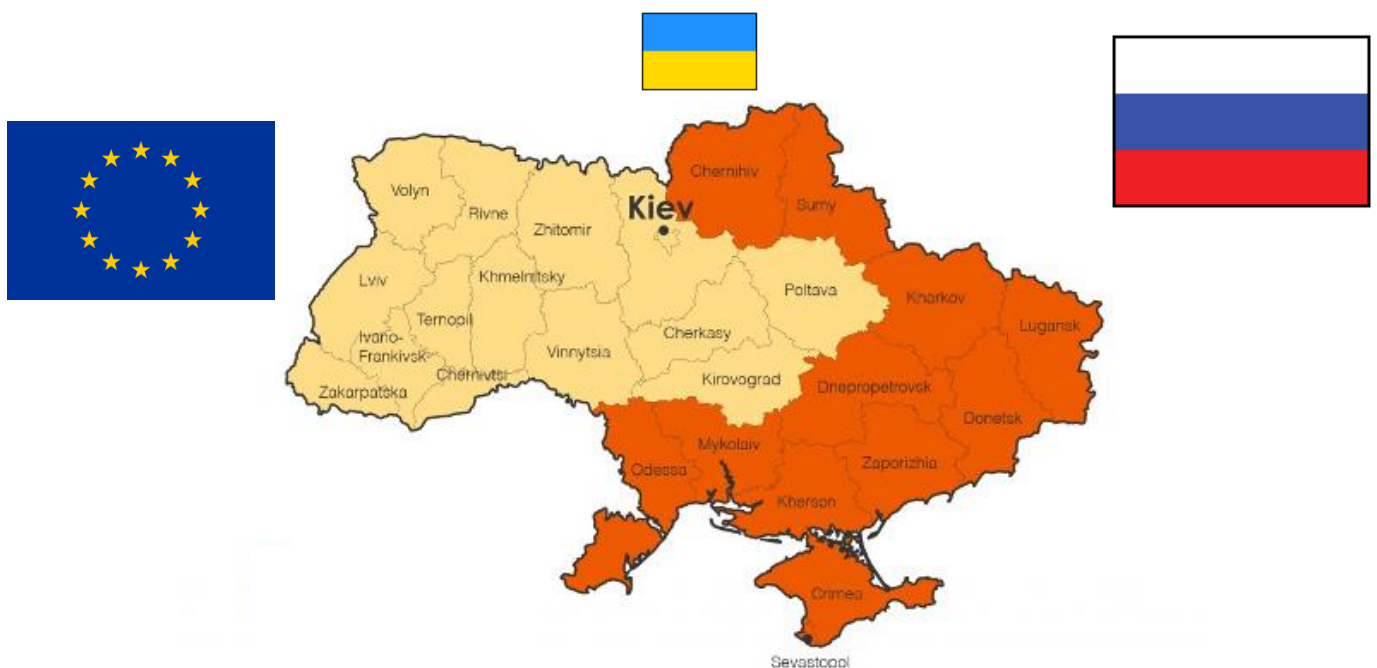 Chernihiv
Sumy
Kiev
Volyn
Rivne
Zhitomir
Lviv
Khmelnitsky
Poltava
Kharkov
Ternopil
Lugansk
Cherkasy
Ivano-
Frankivsk
Vinnytsia
Chernivtsi
Kirovograd
Zakarpatska
Dnepropetrovsk
Donetsk
Mykolaiv
Odessa
Zaporizhia
Kherson
Crimea
Sevastopol